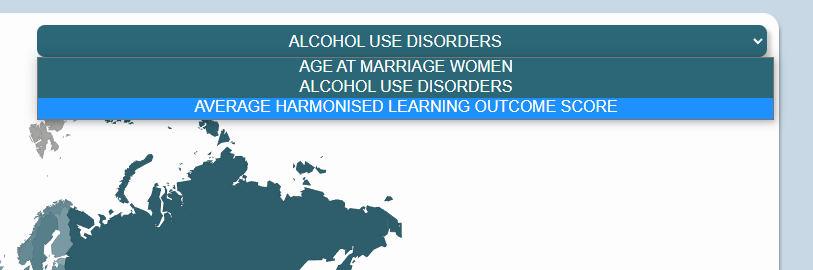 ALCOHOL USE DISORDERS
AGE AT MARRIAGE WOMEN
ALCOHOL USE DISORDERS
AVERAGE HARMONISED LEARNING OUTCOME SCORE